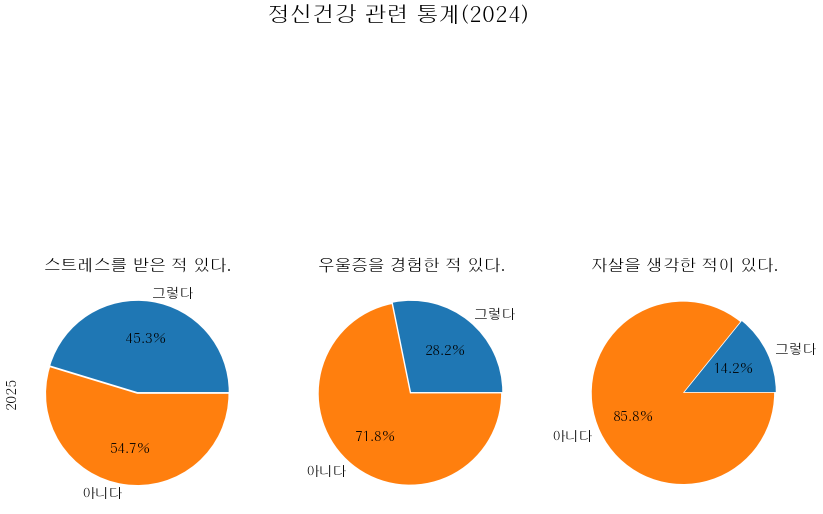 정신건강 관련 통계(2024)
스트레스를 받은 적 있다.
우울증을 경험한 적 있다.
자살을 생각한 적이 있다.
그렇다
45.3%
54.7%
아니다
2025
그렇다
28.2%
71.8%
아니다
그렇다
14.2%
85.8%
아니다